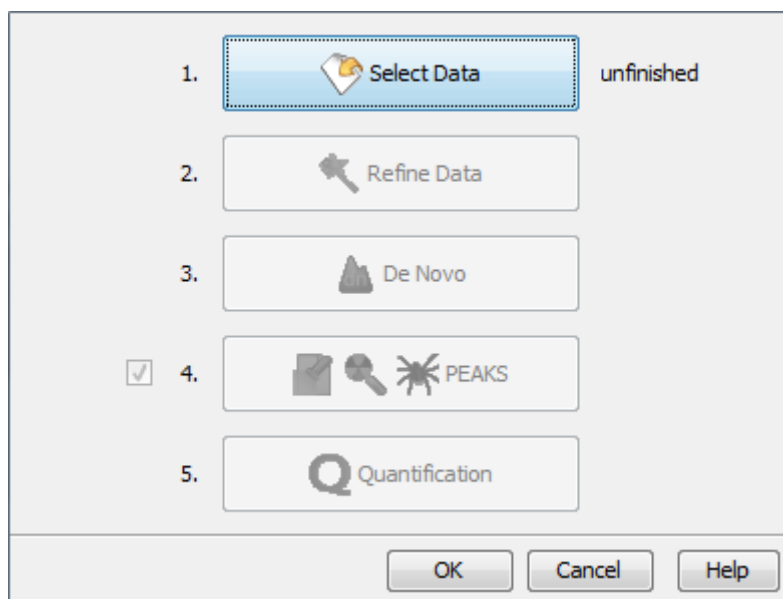 1. Select Data unfinished
2. Refine Data
3. De Novo
4. PEAKS
5. Q Quantification
OK Cancel Help